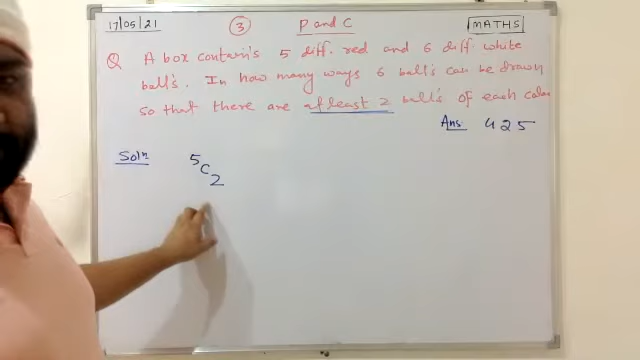 17/05/21 3 P and C MATHS
Q A box contain's 5 diff. red and 6 diff. white
ball's. In how many ways 6 ball's can be drawn
so that there are atleast 2 ball's of each color
Ans. 425
Solⁿ ⁵C₂